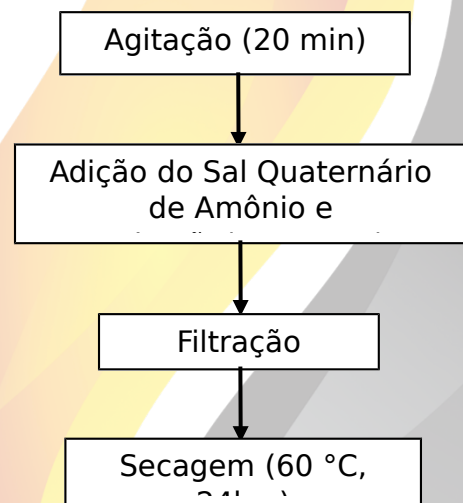 Agitação (20 min)
Adição do Sal Quaternário
de Amônio e
Filtração
Secagem (60 °C,